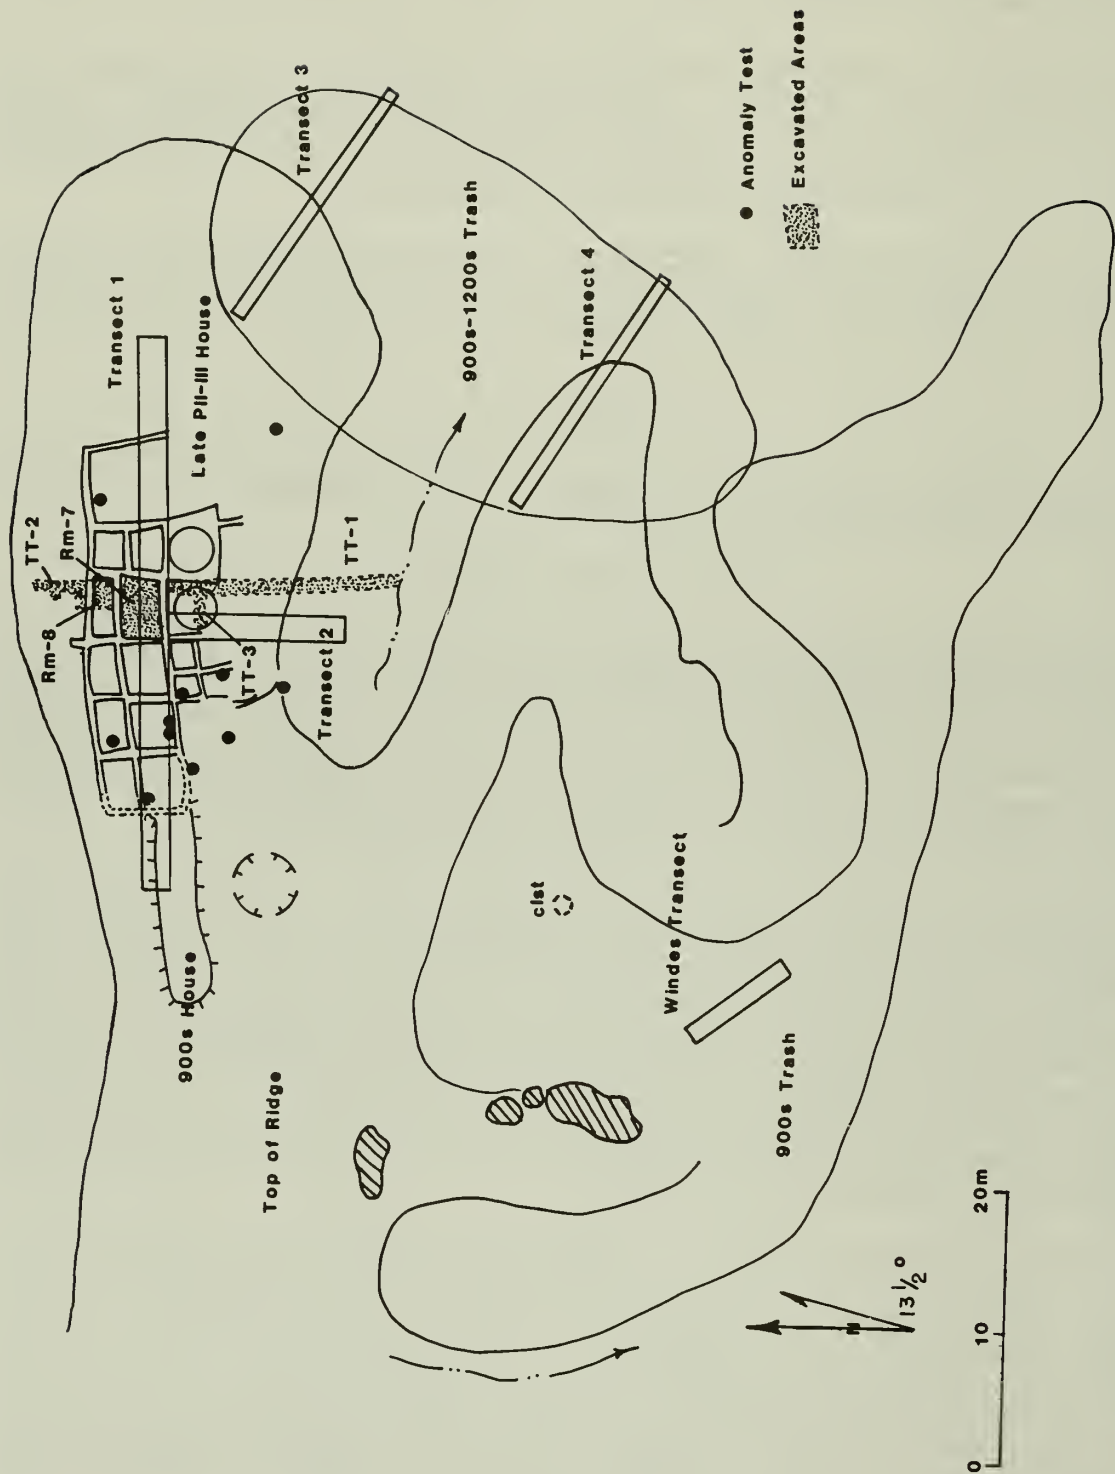 TT-2
Rm-7
Rm-8
Transect 1
Late PII-III House
Transect 3
TT-1
TT-3
Transect 2
900s House
900s-1200s Trash
Transect 4
Top of Ridge
cist
Windes Transect
900s Trash
Anomaly Test
Excavated Areas
N
13 1/2 °
0 10 20m